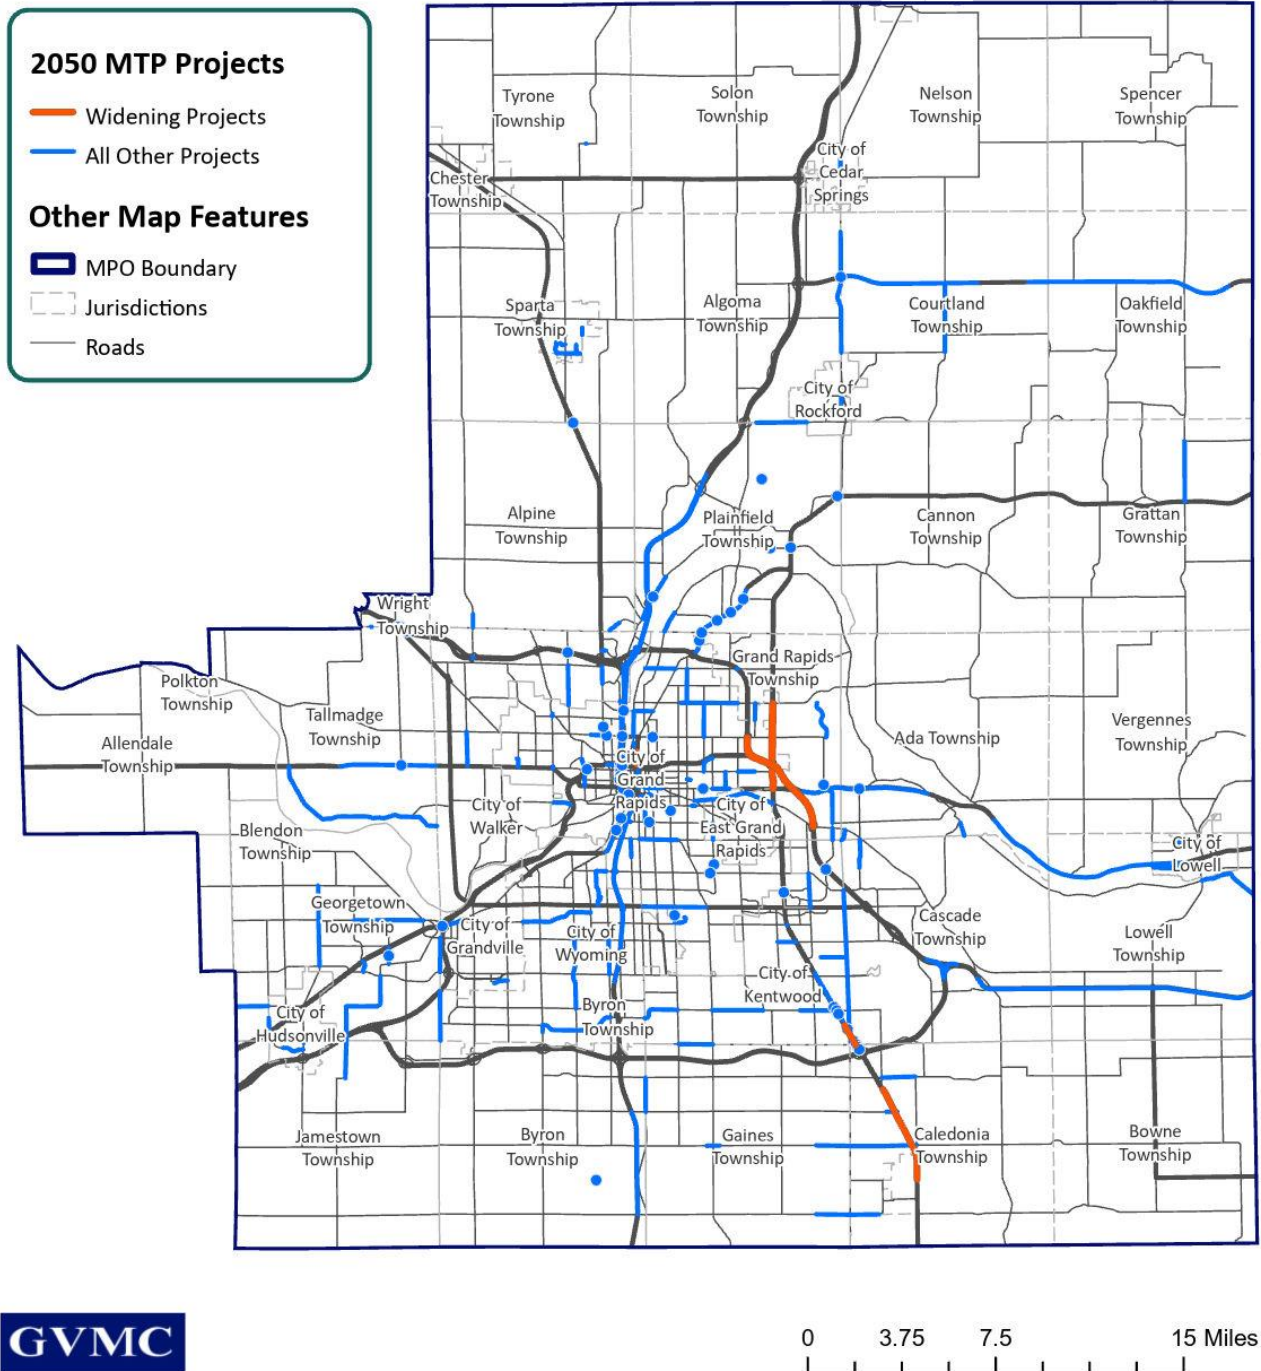 2050 MTP Projects
Widening Projects
All Other Projects
Other Map Features
MPO Boundary
Jurisdictions
Roads
Tyrone
Township
Solon
Township
Nelson
Township
Spencer
Township
City of
Cedar
Springs
Chester
Township
Sparta
Township
Algoma
Township
Courtland
Township
Oakfield
Township
City of
Rockford
Alpine
Township
Plainfield
Township
Cannon
Township
Grattan
Township
Wright
Township
Grand Rapids
Township
Polkton
Township
Tallmadge
Township
Allendale
Township
Ada Township
Vergennes
Township
City of
Grand
Rapids
City of
Walker
City of
East Grand
Rapids
Blendon
Township
City of
Lowell
Georgetown
Township
City of
Grandville
City of
Wyoming
Cascade
Township
Lowell
Township
City of
Kentwood
City of
Hudsonville
Byron
Township
Jamestown
Township
Byron
Township
Gaines
Township
Caledonia
Township
Bowne
Township
GVMC
0 3.75 7.5 15 Miles